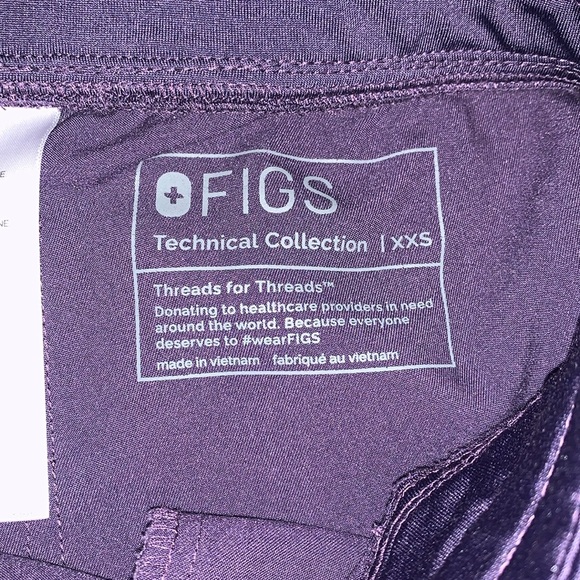 FIGS
Technical Collection | XXS
Threads for Threads™
Donating to healthcare providers in need
around the world. Because everyone
deserves to #wearFIGS
made in vietnam fabriqué au vietnam
E
NE